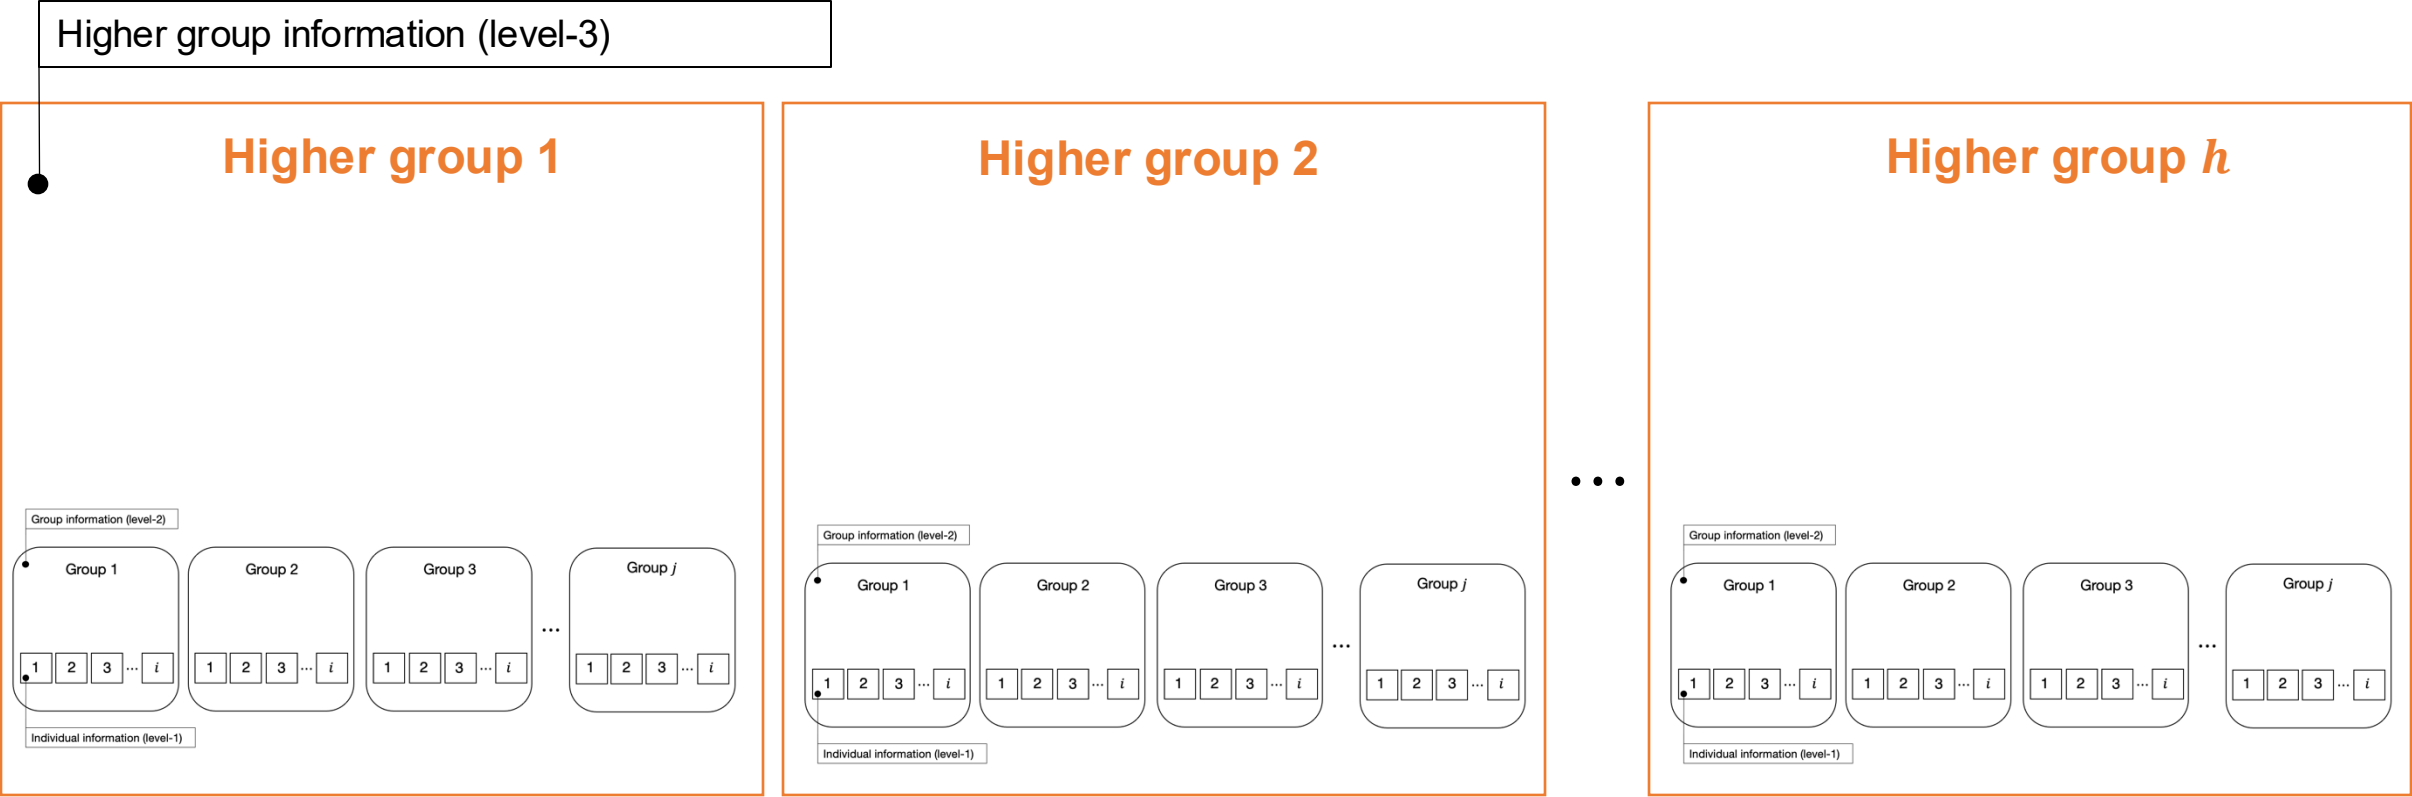 Higher group information (level-3)
Higher group 1
Group information (level-2)
Group 1
Group 2
Group 3
Group j
...
1 2 3 ... i
1 2 3 ... i
1 2 3 ... i
1 2 3 ... i
Individual information (level-1)
Higher group 2
Group information (level-2)
Group 1
Group 2
Group 3
Group j
...
1 2 3 ... i
1 2 3 ... i
1 2 3 ... i
1 2 3 ... i
Individual information (level-1)
...
Higher group h
Group information (level-2)
Group 1
Group 2
Group 3
Group j
...
1 2 3 ... i
1 2 3 ... i
1 2 3 ... i
1 2 3 ... i
Individual information (level-1)